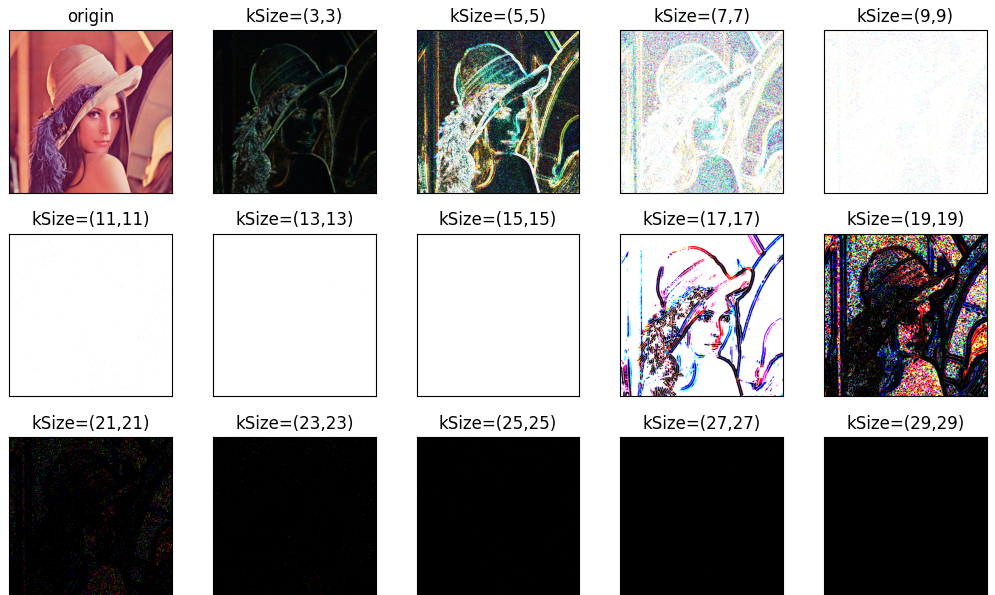 origin
kSize=(3,3)
kSize=(5,5)
kSize=(7,7)
kSize=(9,9)
kSize=(11,11)
kSize=(13,13)
kSize=(15,15)
kSize=(17,17)
kSize=(19,19)
kSize=(21,21)
kSize=(23,23)
kSize=(25,25)
kSize=(27,27)
kSize=(29,29)